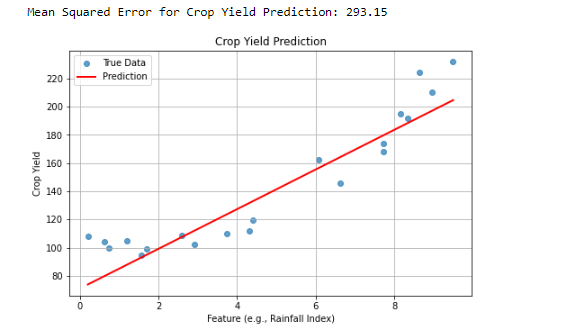 Mean Squared Error for Crop Yield Prediction: 293.15
Crop Yield Prediction
True Data
Prediction
220
200
180
160
140
120
100
80
Crop Yield
0 2 4 6 8
Feature (e.g., Rainfall Index)